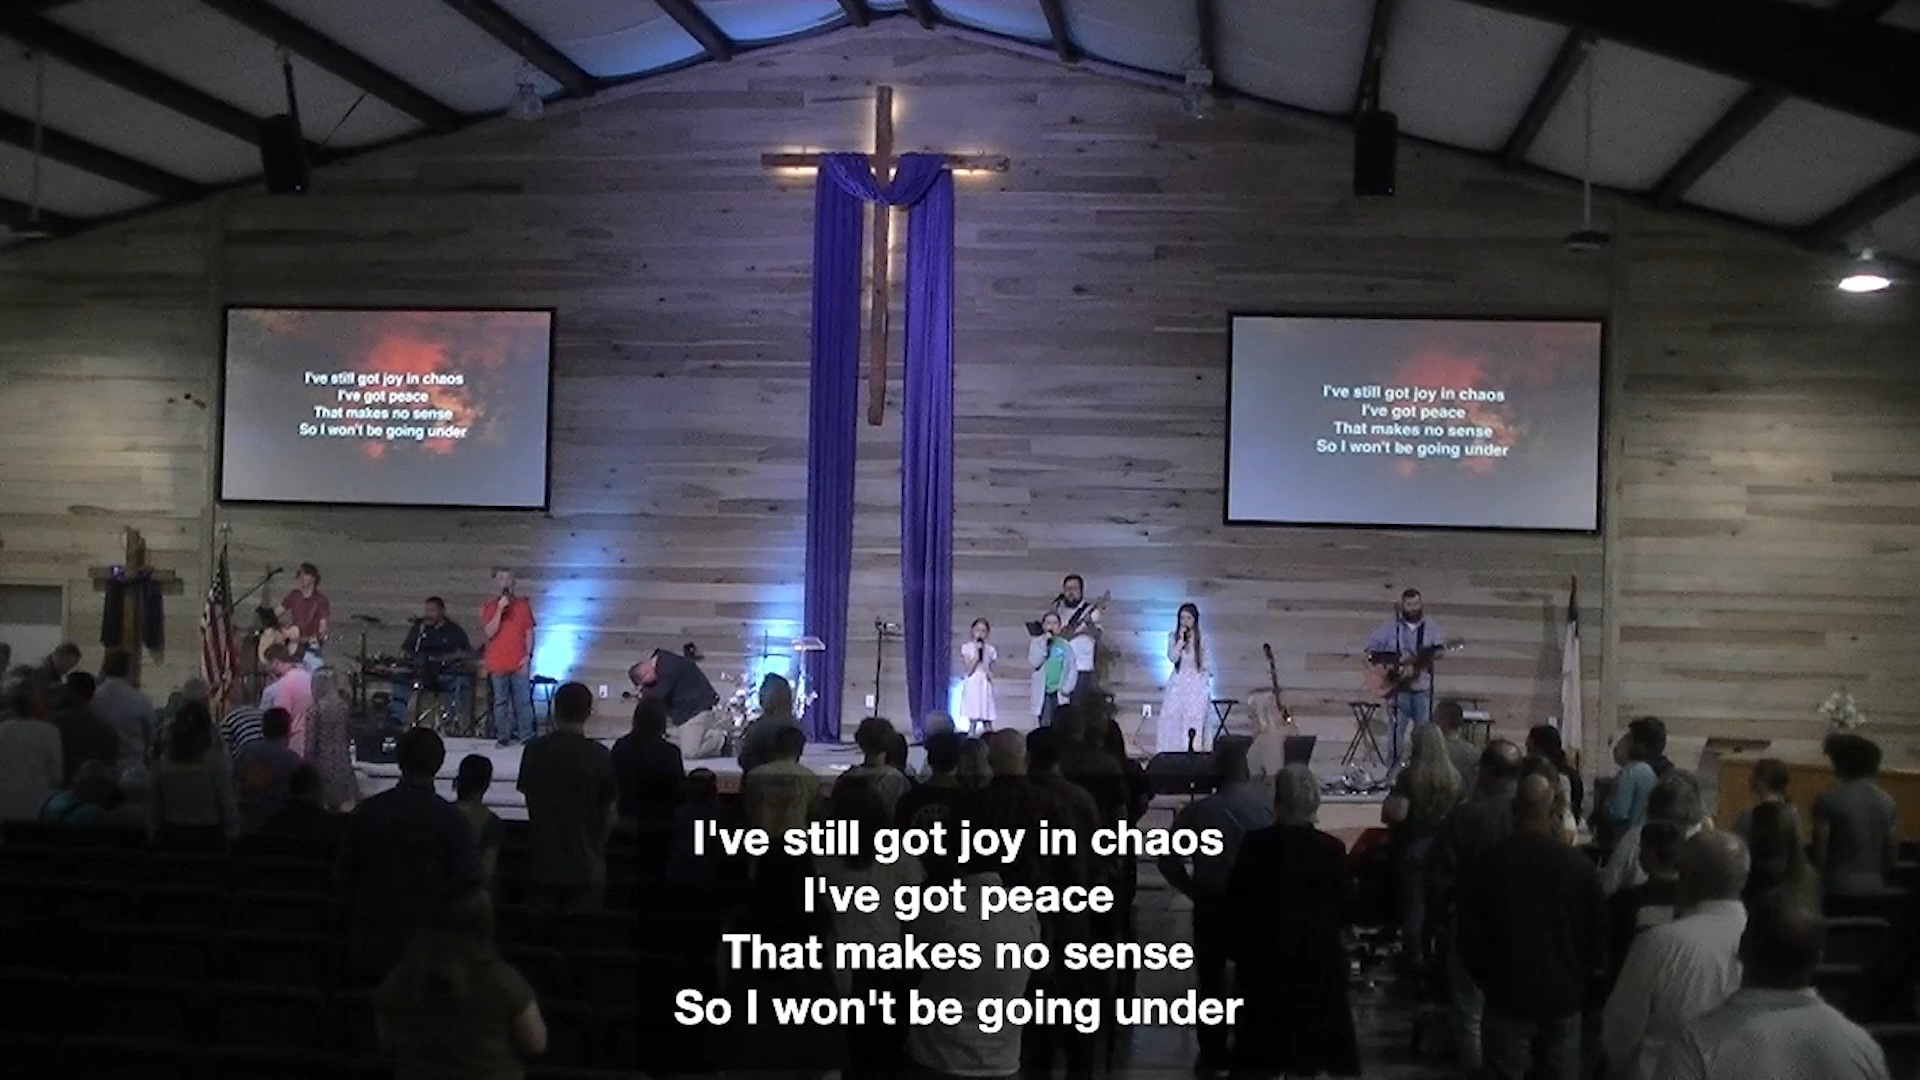 I've still got joy in chaos
I've got peace
That makes no sense
So I won't be going under
I've still got joy in chaos
I've got peace
That makes no sense
So I won't be going under
I've still got joy in chaos
I've got peace
That makes no sense
So I won't be going under